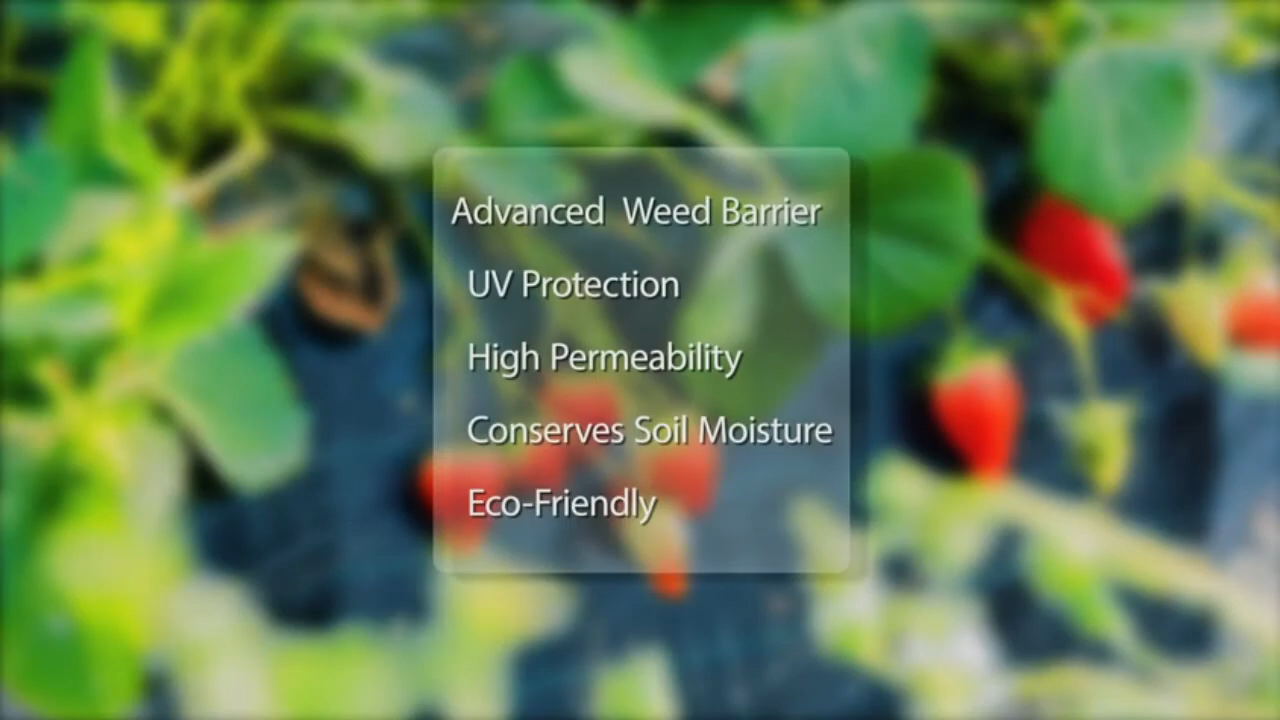 Advanced  Weed Barrier
UV Protection
High Permeability
Conserves Soil Moisture
Eco-Friendly